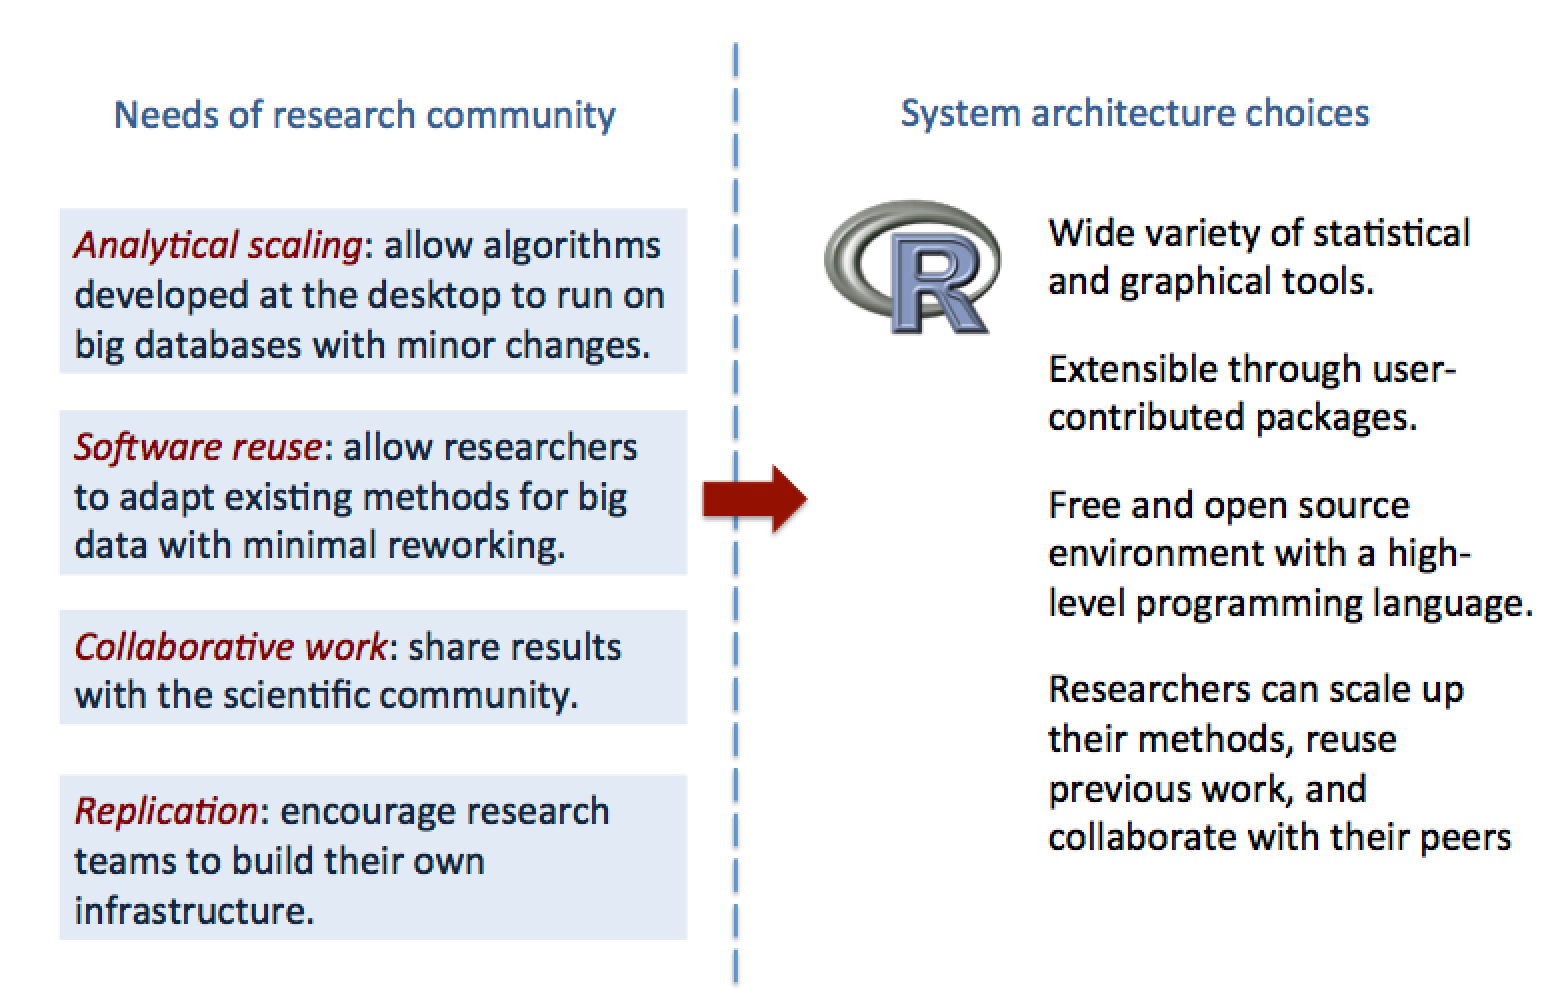 Needs of research community
Analytical scaling: allow algorithms
developed at the desktop to run on
big databases with minor changes.
Software reuse: allow researchers
to adapt existing methods for big
data with minimal reworking.
Collaborative work: share results
with the scientific community.
Replication: encourage research
teams to build their own
infrastructure.
System architecture choices
R
Wide variety of statistical
and graphical tools.
Extensible through user-
contributed packages.
Free and open source
environment with a high-
level programming language.
Researchers can scale up
their methods, reuse
previous work, and
collaborate with their peers